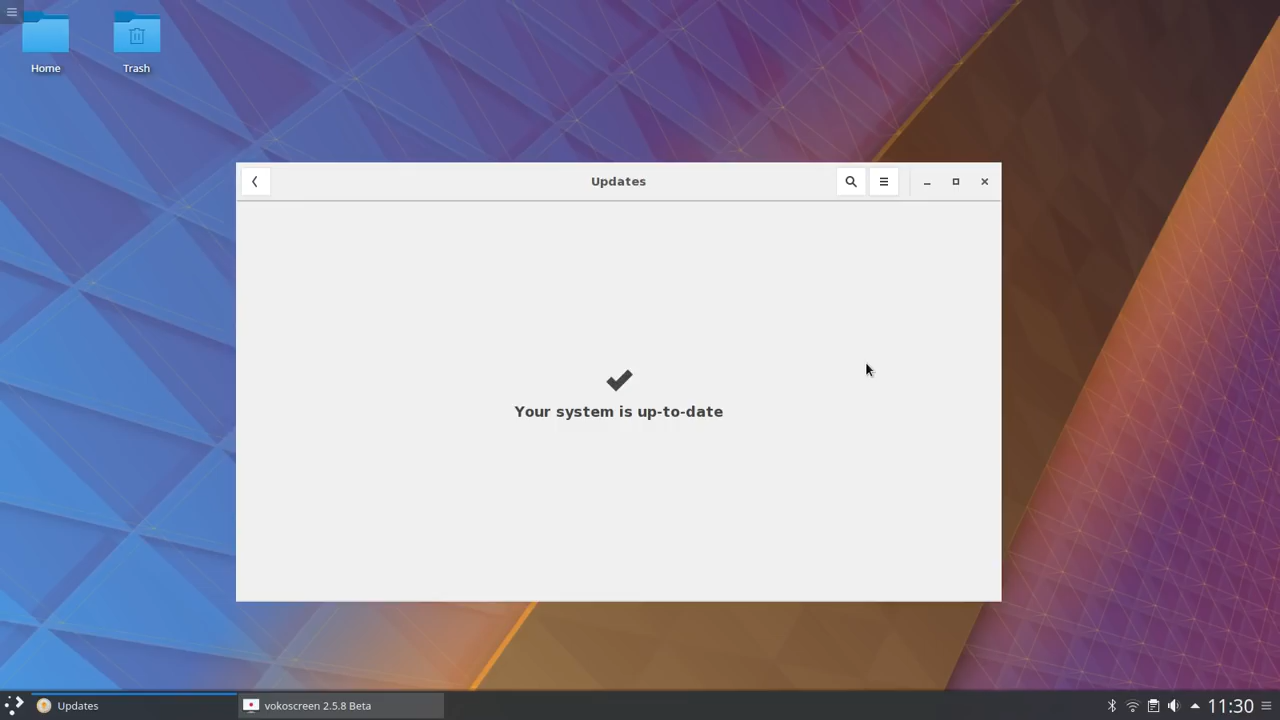 Home
Trash
Updates
Your system is up-to-date
Updates
vokoscreen 2.5.8 Beta
11:30